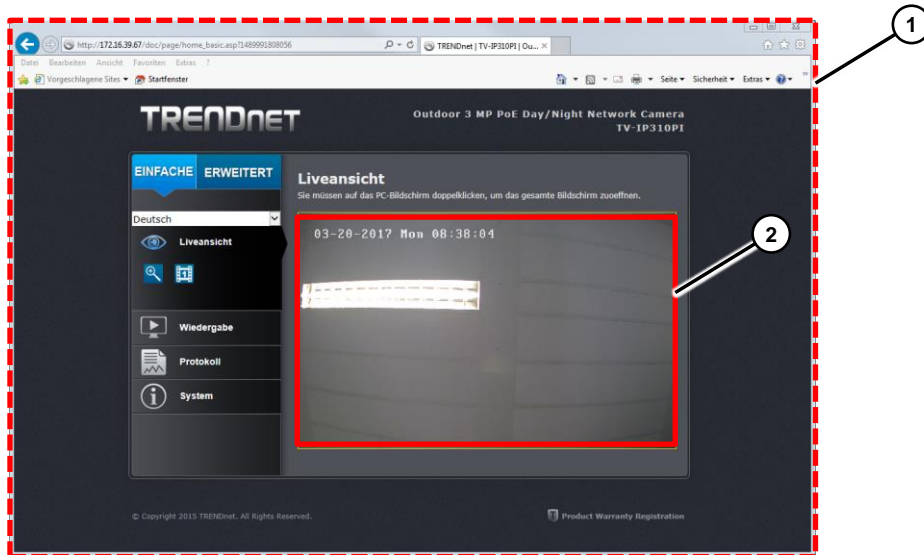 1
http://172.16.39.67/doc/page/home_basic.asp?1489991808056
TRENDnet | TV-IP310PI | Ou...
Datei Bearbeiten Ansicht Favoriten Extras ?
Vorgeschlagene Sites Startfenster Seite Sicherheit Extras
TRENDNET
Outdoor 3 MP PoE Day/Night Network Camera
TV-IP310PI
EINFACHE ERWEITERT
Liveansicht
Sie müssen auf das PC-Bildschirm doppelklicken, um das gesamte Bildschirm zuoeffnen.
Deutsch
03-20-2017 Mon 08:38:04
2
Liveansicht
1
Wiedergabe
Protokoll
System
© Copyright 2015 TRENDnet. All Rights Reserved.
Product Warranty Registration